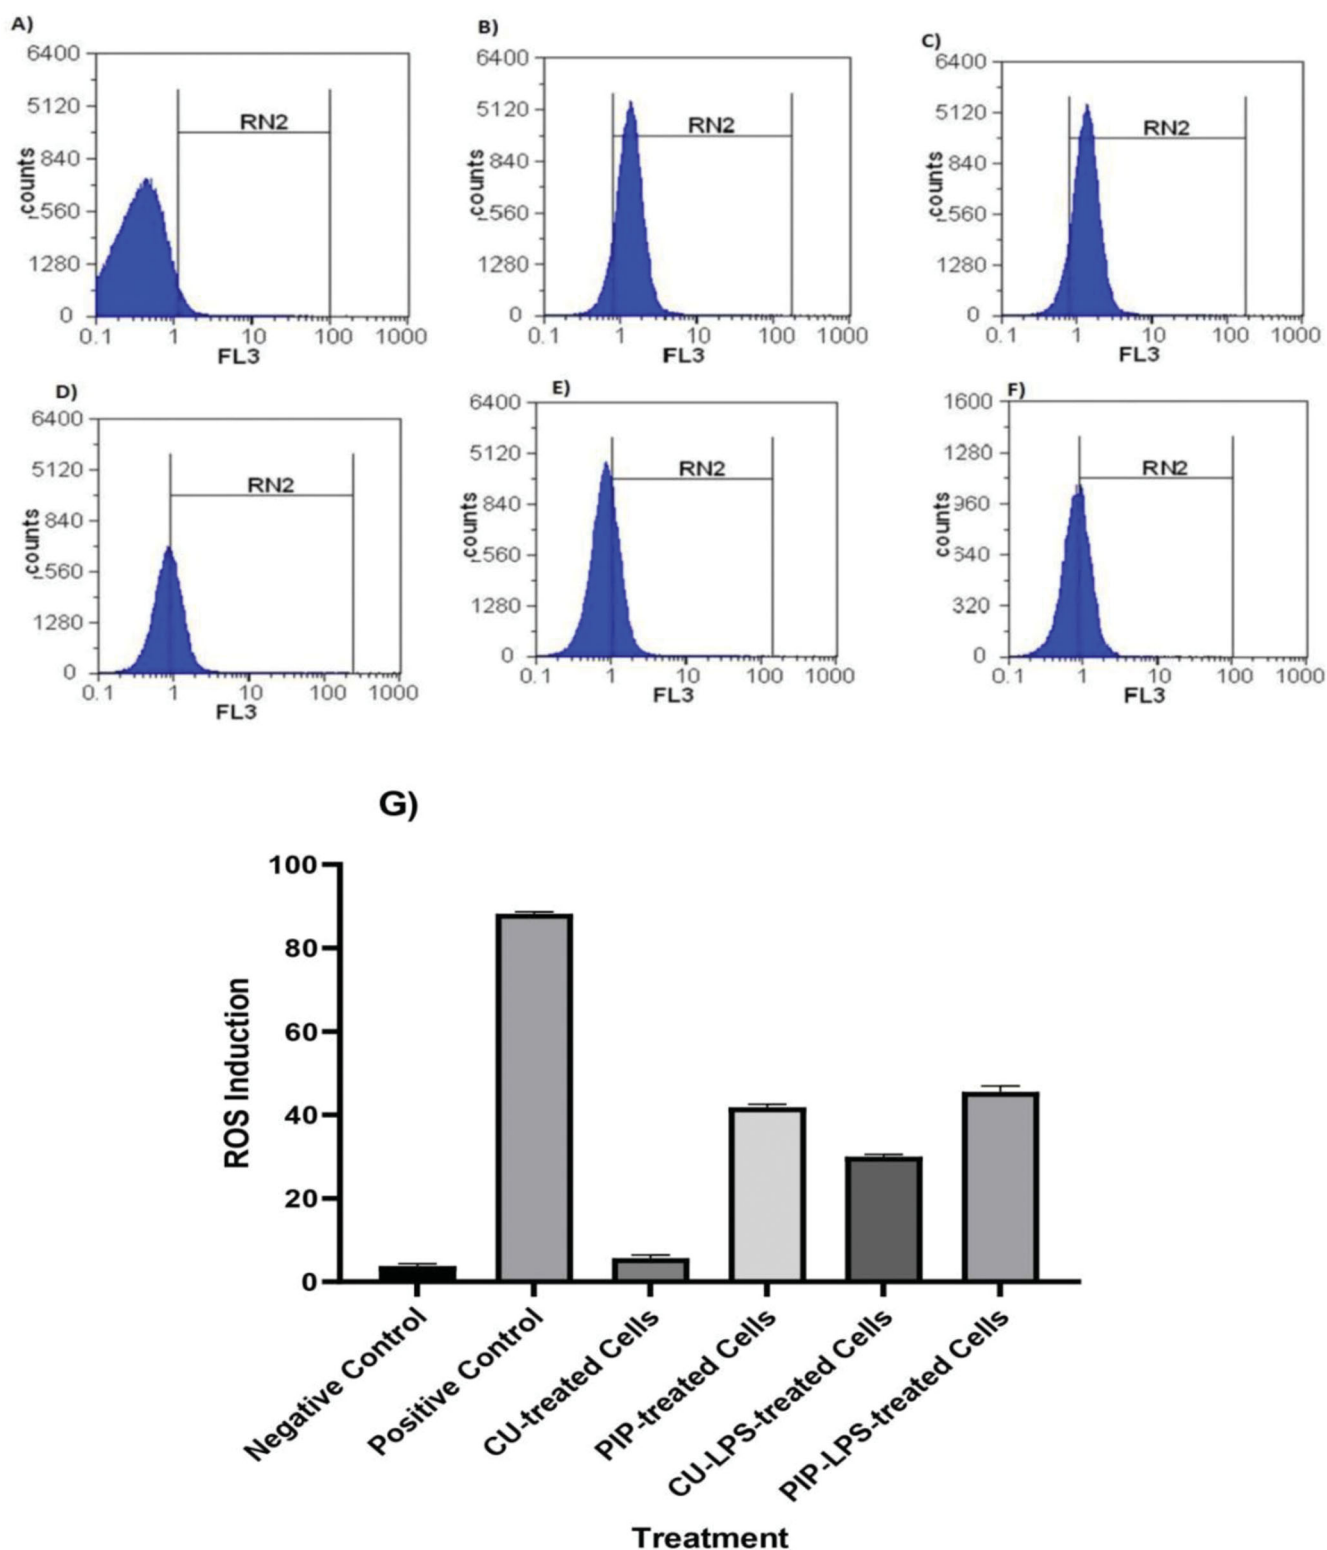 A)
6400
5120
840
2560
1280
0
counts
RN2
0.1 1 10 100 1000
FL3
B)
6400
5120
840
2560
1280
0
counts
RN2
0.1 1 10 100 1000
FL3
C)
6400
5120
840
2560
1280
0
counts
RN2
0.1 1 10 100 1000
FL3
D)
6400
5120
840
2560
1280
0
counts
RN2
0.1 1 10 100 1000
FL3
E)
6400
5120
840
2560
1280
0
counts
RN2
0.1 1 10 100 1000
FL3
F)
1600
1280
960
640
320
0
counts
RN2
0.1 1 10 100 1000
FL3
G)
100
80
60
40
20
0
ROS Induction
Negative Control
Positive Control
CU-treated Cells
PIP-treated Cells
CU-LPS-treated Cells
PIP-LPS-treated Cells
Treatment